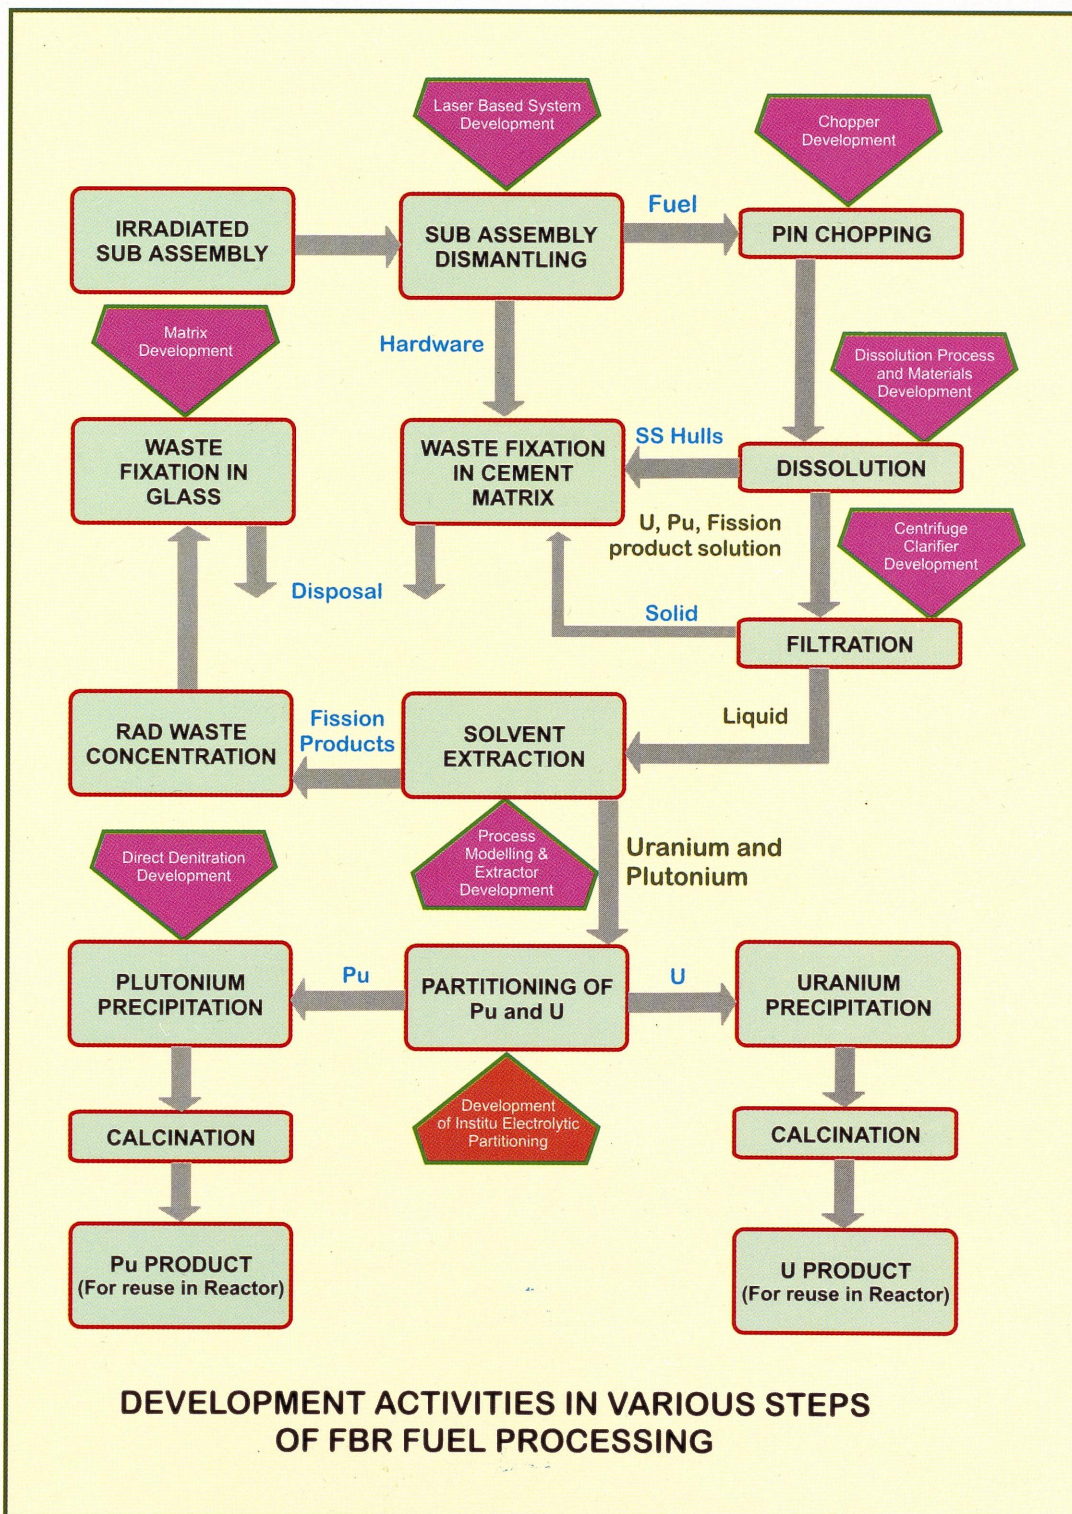 Laser Based System
Development
Chopper
Development
IRRADIATED
SUB ASSEMBLY
SUB ASSEMBLY
DISMANTLING
Fuel
PIN CHOPPING
Matrix
Development
Hardware
Dissolution Process
and Materials
Development
WASTE
FIXATION IN
GLASS
WASTE FIXATION
IN CEMENT
MATRIX
SS Hulls
DISSOLUTION
U, Pu, Fission
product solution
Centrifuge
Clarifier
Development
Disposal
Solid
FILTRATION
RAD WASTE
CONCENTRATION
Fission
Products
SOLVENT
EXTRACTION
Liquid
Direct Denitration
Development
Process
Modelling &
Extractor
Development
Uranium and
Plutonium
PLUTONIUM
PRECIPITATION
Pu
PARTITIONING OF
Pu and U
U
URANIUM
PRECIPITATION
CALCINATION
Development
of Institu Electrolytic
Partitioning
CALCINATION
Pu PRODUCT
(For reuse in Reactor)
U PRODUCT
(For reuse in Reactor)
DEVELOPMENT ACTIVITIES IN VARIOUS STEPS
OF FBR FUEL PROCESSING